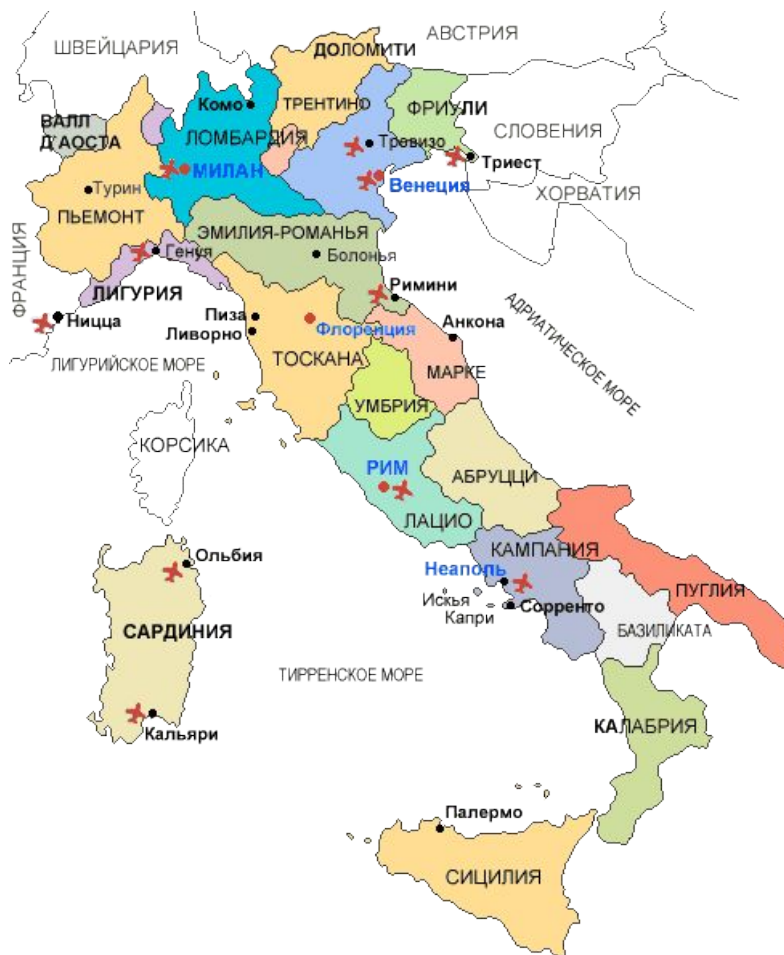 АВСТРИЯ
ШВЕЙЦАРИЯ
ДОЛОМИТИ
Комо
ТРЕНТИНО
ФРИУЛИ
ВАЛЛ
Д'АОСТА
ЛОМБАРДИЯ
Тревизо
СЛОВЕНИЯ
Триест
МИЛАН
Венеция
Турин
ХОРВАТИЯ
ПЬЕМОНТ
ЭМИЛИЯ-РОМАНЬЯ
ФРАНЦИЯ
Генуя
Болонья
ЛИГУРИЯ
Римини
АДРИАТИЧЕСКОЕ МОРЕ
Ницца
Пиза
Ливорно
Флоренция
Анкона
ЛИГУРИЙСКОЕ МОРЕ
ТОСКАНА
МАРКЕ
УМБРИЯ
КОРСИКА
РИМ
АБРУЦЦИ
ЛАЦИО
КАМПАНИЯ
Ольбия
Неаполь
ПУГЛИЯ
Искья
Капри
Сорренто
САРДИНИЯ
БАЗИЛИКАТА
ТИРРЕНСКОЕ МОРЕ
Кальяри
КАЛАБРИЯ
Палермо
СИЦИЛИЯ